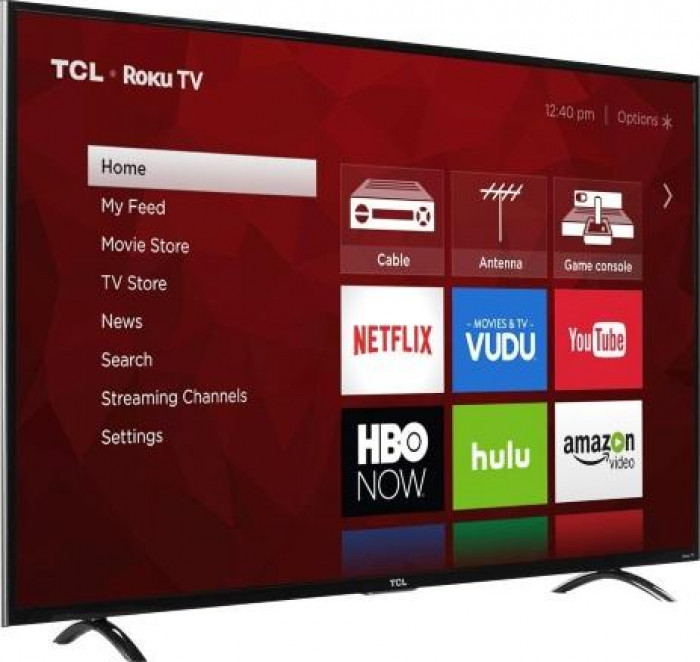 TCL • Roku TV
12:40 pm | Options
Home
My Feed
Movie Store
TV Store
News
Search
Streaming Channels
Settings
Cable
Antenna
Game console
NETFLIX
MOVIES & TV
VUDU
YouTube
HBO
NOW
hulu
amazon
video
TCL